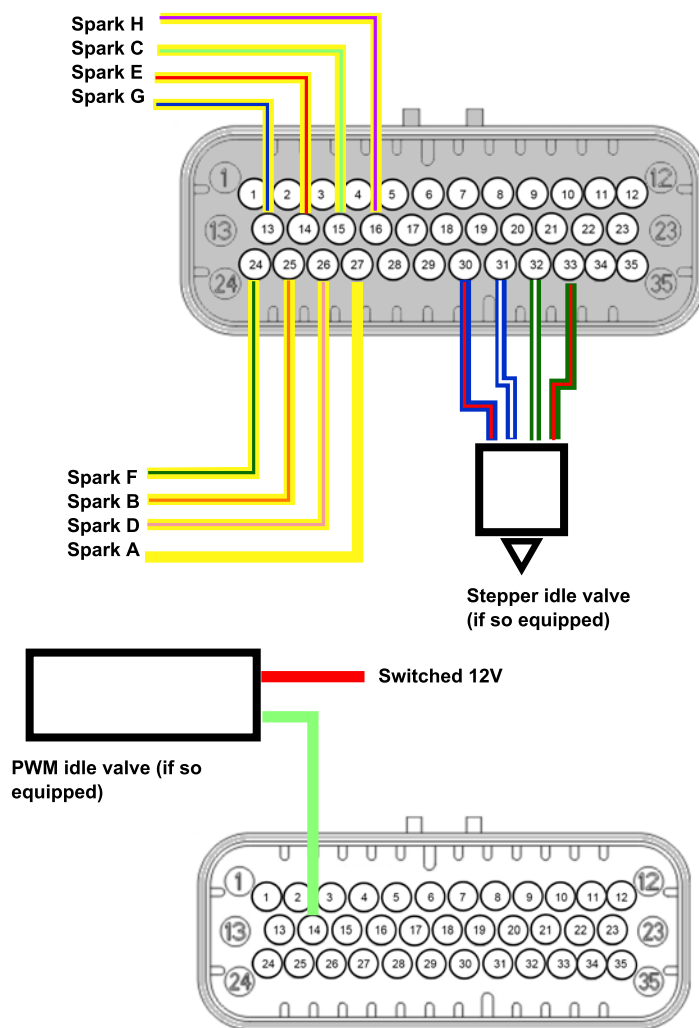 Spark H
Spark C
Spark E
Spark G
1 12
1 2 3 4 5 6 7 8 9 10 11 12
13 13 14 15 16 17 18 19 20 21 22 23 23
24 25 26 27 28 29 30 31 32 33 34 35
24 35
Spark F
Spark B
Spark D
Spark A
Stepper idle valve
(if so equipped)
Switched 12V
PWM idle valve (if so
equipped)
1 12
1 2 3 4 5 6 7 8 9 10 11 12
13 13 14 15 16 17 18 19 20 21 22 23 23
24 25 26 27 28 29 30 31 32 33 34 35
24 35